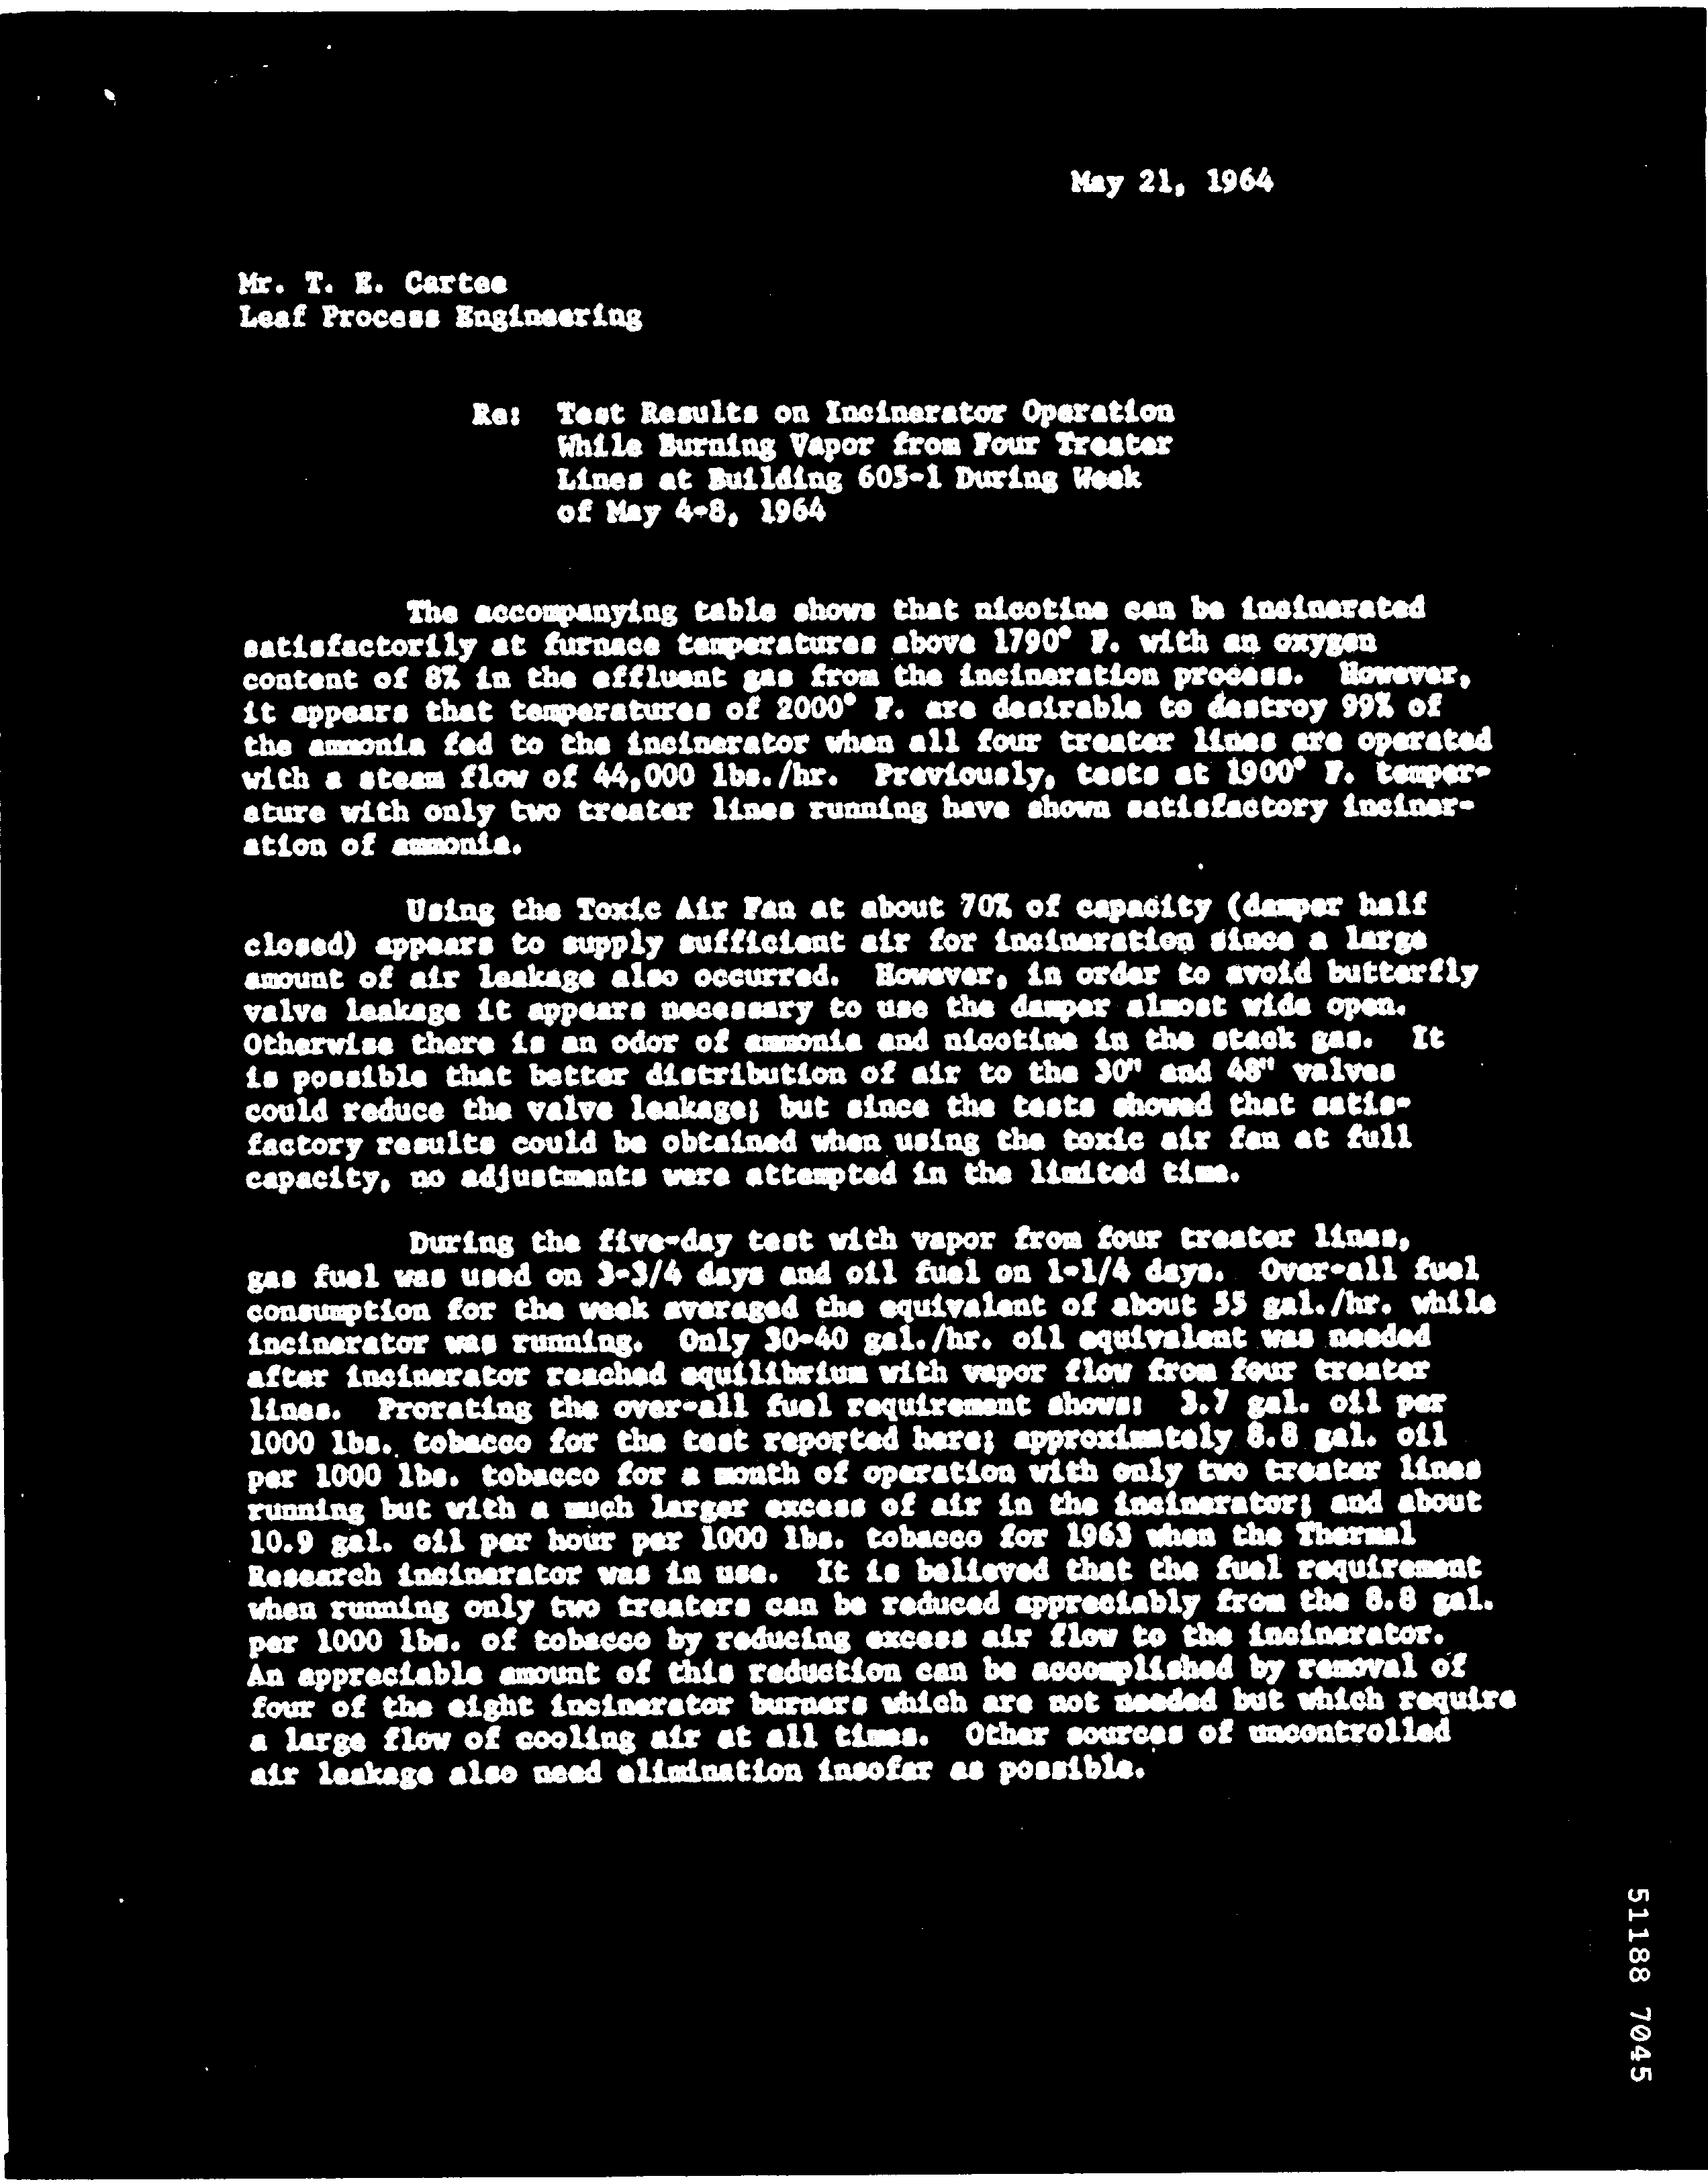 May 21, 1964
Mr. T. E. Cartee
Leaf Process Engineering
Re: Test Results on Incinerator Operation
While Burning Vapor from Four Treater
Lines at Building 605-1 During Week
of May 4-8, 1964
The accompanying table shows that nicotine can be incinerated
satisfactorily at furnace temperatures above 1790° F. with an oxygen
content of 8% in the effluent gas from the incineration process. However,
it appears that temperatures of 2000° F. are desirable to destroy 99% of
the ammonia fed to the incinerator when all four treater lines are operated
with a steam flow of 44,000 lbs./hr. Previously, tests at 1900° F. temper-
ature with only two treater lines running have shown satisfactory inciner-
ation of ammonia.
Using the Toxic Air Fan at about 70% of capacity (damper half
closed) appears to supply sufficient air for incineration since a large
amount of air leakage also occurred. However, in order to avoid butterfly
valve leakage it appears necessary to use the damper almost wide open.
Otherwise there is an odor of ammonia and nicotine in the stack gas. It
is possible that better distribution of air to the 30" and 48" valves
could reduce the valve leakage; but since the tests showed that satis-
factory results could be obtained when using the toxic air fan at full
capacity, no adjustments were attempted in the limited time.
During the five-day test with vapor from four treater lines,
gas fuel was used on 3-3/4 days and oil fuel on 1-1/4 days. Over-all fuel
consumption for the week averaged the equivalent of about 55 gal./hr. while
incinerator was running. Only 30-40 gal./hr. oil equivalent was needed
after incinerator reached equilibrium with vapor flow from four treater
lines. Prorating the over-all fuel requirement shows: 3.7 gal. oil per
1000 lbs. tobacco for the test reported here; approximately 8.8 gal. oil
per 1000 lbs. tobacco for a month of operation with only two treater lines
running but with a much larger excess of air in the incinerator; and about
10.9 gal. oil per hour per 1000 lbs. tobacco for 1963 when the Thermal
Research incinerator was in use. It is believed that the fuel requirement
when running only two treaters can be reduced appreciably from the 8.8 gal.
per 1000 lbs. of tobacco by reducing excess air flow to the incinerator.
An appreciable amount of this reduction can be accomplished by removal of
four of the eight incinerator burners which are not needed but which require
a large flow of cooling air at all times. Other sources of uncontrolled
air leakage also need elimination insofar as possible.
51188 7045